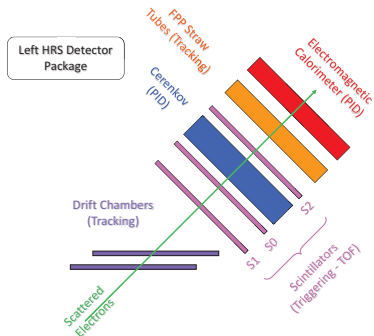 Left HRS Detector
Package
FPP Straw
Tubes (Tracking)
Cerenkov
(PID)
Electromagnetic
Calorimeter (PID)
Drift Chambers
(Tracking)
S1
S0
S2
Scintillators
(Triggering - TOF)
Scattered
Electrons